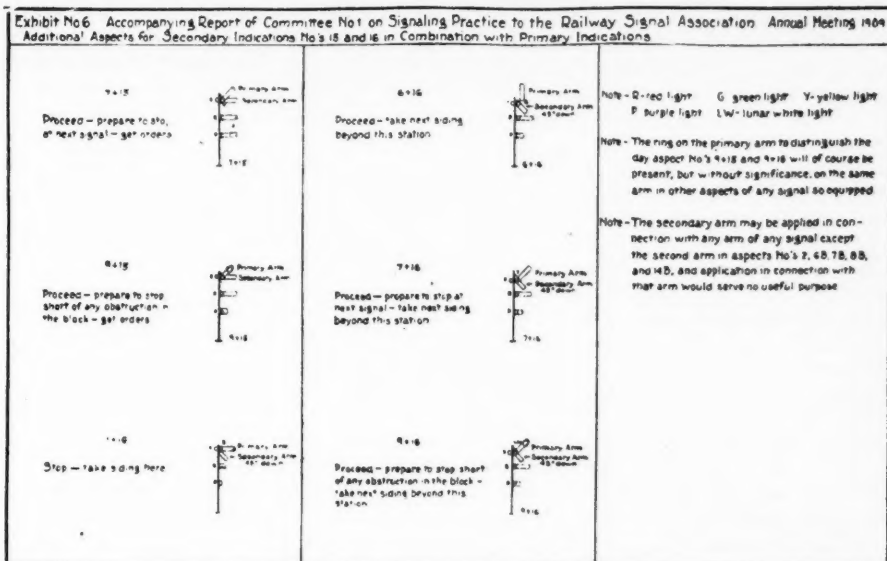 Exhibit No 6 Accompanying Report of Committee No 1 on Signaling Practice to the Railway Signal Association Annual Meeting 1909
Additional Aspects for Secondary Indications No's 15 and 16 in Combination with Primary Indications
7+15
Proceed – prepare to stop
at next signal – get orders
Primary Arm
Secondary Arm
7+15
9+15
Proceed – prepare to stop
short of any obstruction in
the block – get orders
Primary Arm
Secondary Arm
9+15
1+16
Stop – take siding here
Primary Arm
Secondary Arm
45° down
6+16
Proceed – take next siding
beyond this station
Primary Arm
Secondary Arm
45° down
6+16
7+16
Proceed – prepare to stop at
next signal – take next siding
beyond this station
Primary Arm
Secondary Arm
45° down
7+16
9+16
Proceed – prepare to stop short
of any obstruction in the block –
take next siding beyond this
station
Primary Arm
Secondary Arm
45° down
9+16
Note – R-red light G green light Y-yellow light
P purple light LW-lunar white light
Note – The ring on the primary arm to distinguish the
day aspect No's 9+15 and 9+16 will of course be
present, but without significance, on the same
arm in other aspects of any signal so equipped
Note – The secondary arm may be applied in con-
nection with any arm of any signal except
the second arm in aspects No's 2, 6B, 7B, 8B,
and 14B, and application in connection with
that arm would serve no useful purpose